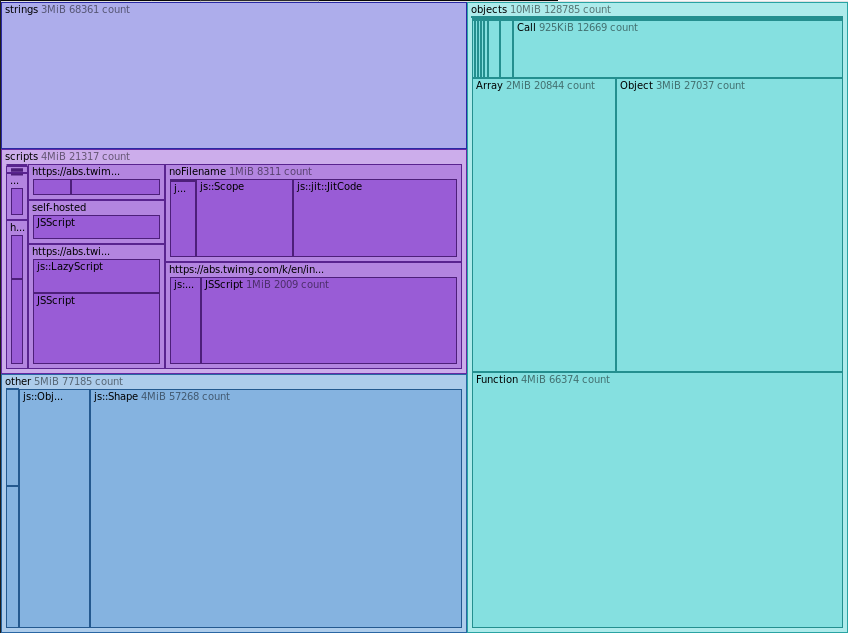 strings 3MiB 68361 count
objects 10MiB 128785 count
Call 925KiB 12669 count
Array 2MiB 20844 count
Object 3MiB 27037 count
Function 4MiB 66374 count
scripts 4MiB 21317 count
...
h...
https://abs.twim...
self-hosted
JSScript
https://abs.twi...
js::LazyScript
JSScript
noFilename 1MiB 8311 count
j...
js::Scope
js::jit::JitCode
https://abs.twimg.com/k/en/in...
js:...
JSScript 1MiB 2009 count
other 5MiB 77185 count
js::Obj...
js::Shape 4MiB 57268 count